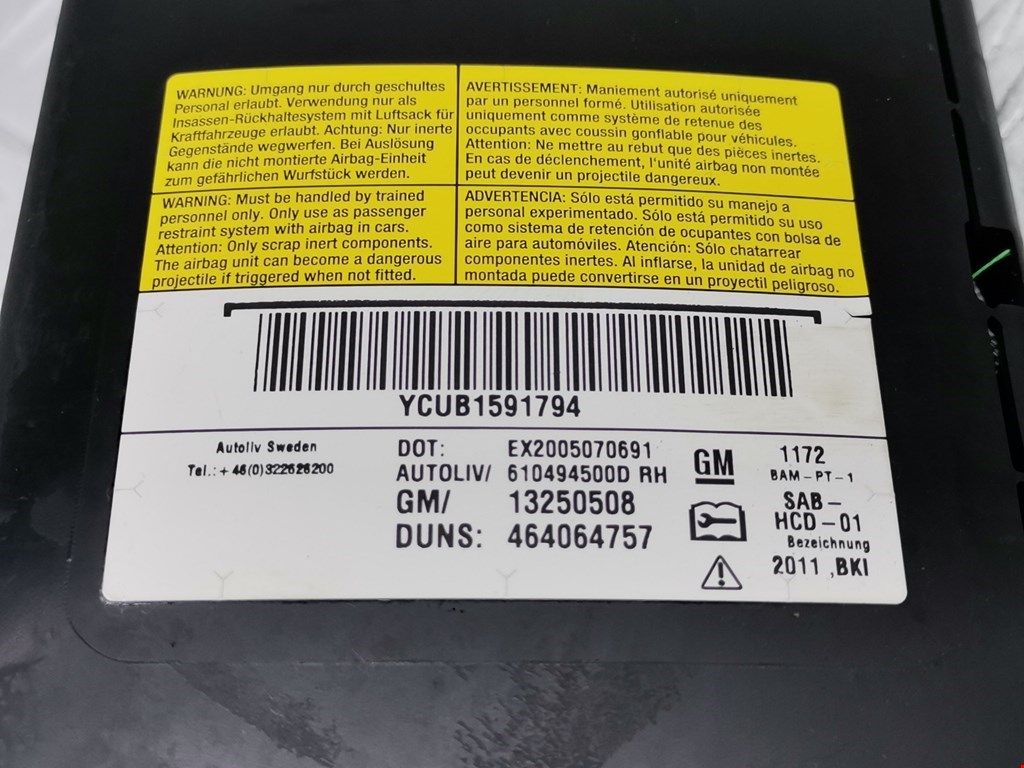 WARNUNG: Umgang nur durch geschultes
Personal erlaubt. Verwendung nur als
Insassen-Rückhaltesystem mit Luftsack für
Kraftfahrzeuge erlaubt. Achtung: Nur inerte
Gegenstände wegwerfen. Bei Auslösung
kann die nicht montierte Airbag-Einheit
zum gefährlichen Wurfstück werden.
AVERTISSEMENT: Maniement autorisé uniquement
par un personnel formé. Utilisation autorisée
uniquement comme système de retenue des
occupants avec coussin gonflable pour véhicules.
Attention: Ne mettre au rebut que des pièces inertes.
En cas de déclenchement, l'unité airbag non montée
peut devenir un projectile dangereux.
WARNING: Must be handled by trained
personnel only. Only use as passenger
restraint system with airbag in cars.
Attention: Only scrap inert components.
The airbag unit can become a dangerous
projectile if triggered when not fitted.
ADVERTENCIA: Sólo está permitido su manejo a
personal experimentado. Sólo está permitido su uso
como sistema de retención de ocupantes con bolsa de
aire para automóviles. Atención: Sólo chatarrear
componentes inertes. Al inflarse, la unidad de airbag no
montada puede convertirse en un proyectil peligroso.
YCUB1591794
Autoliv Sweden
Tel.: +46(0)322626200
DOT: EX2005070691
AUTOLIV/ 610494500D RH
GM/ 13250508
DUNS: 464064757
GM
1172
BAM-PT-1
SAB-
HCD-01
Bezeichnung
2011 ,BKI